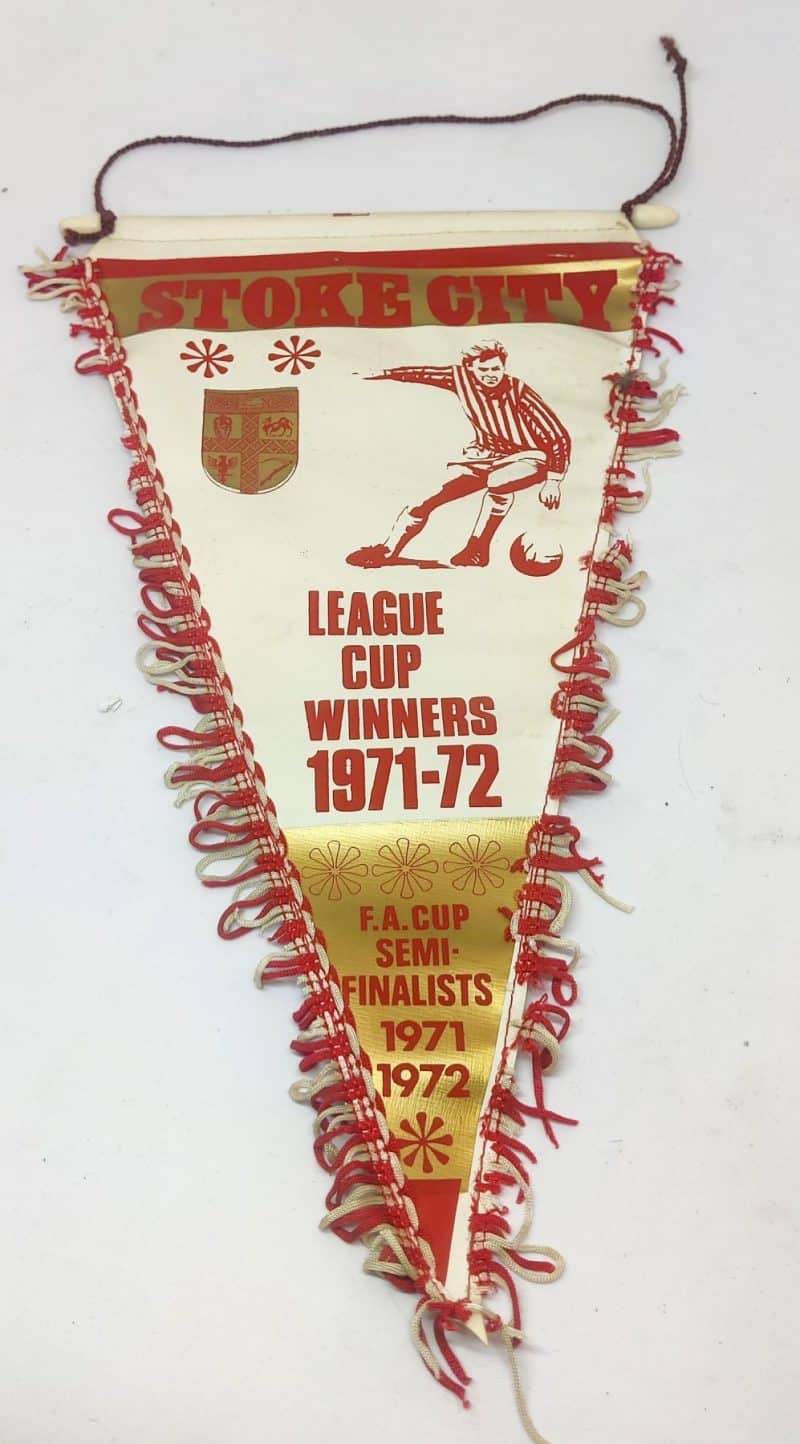 STOKE CITY
LEAGUE
CUP
WINNERS
1971-72
F.A. CUP
SEMI-
FINALISTS
1971
1972